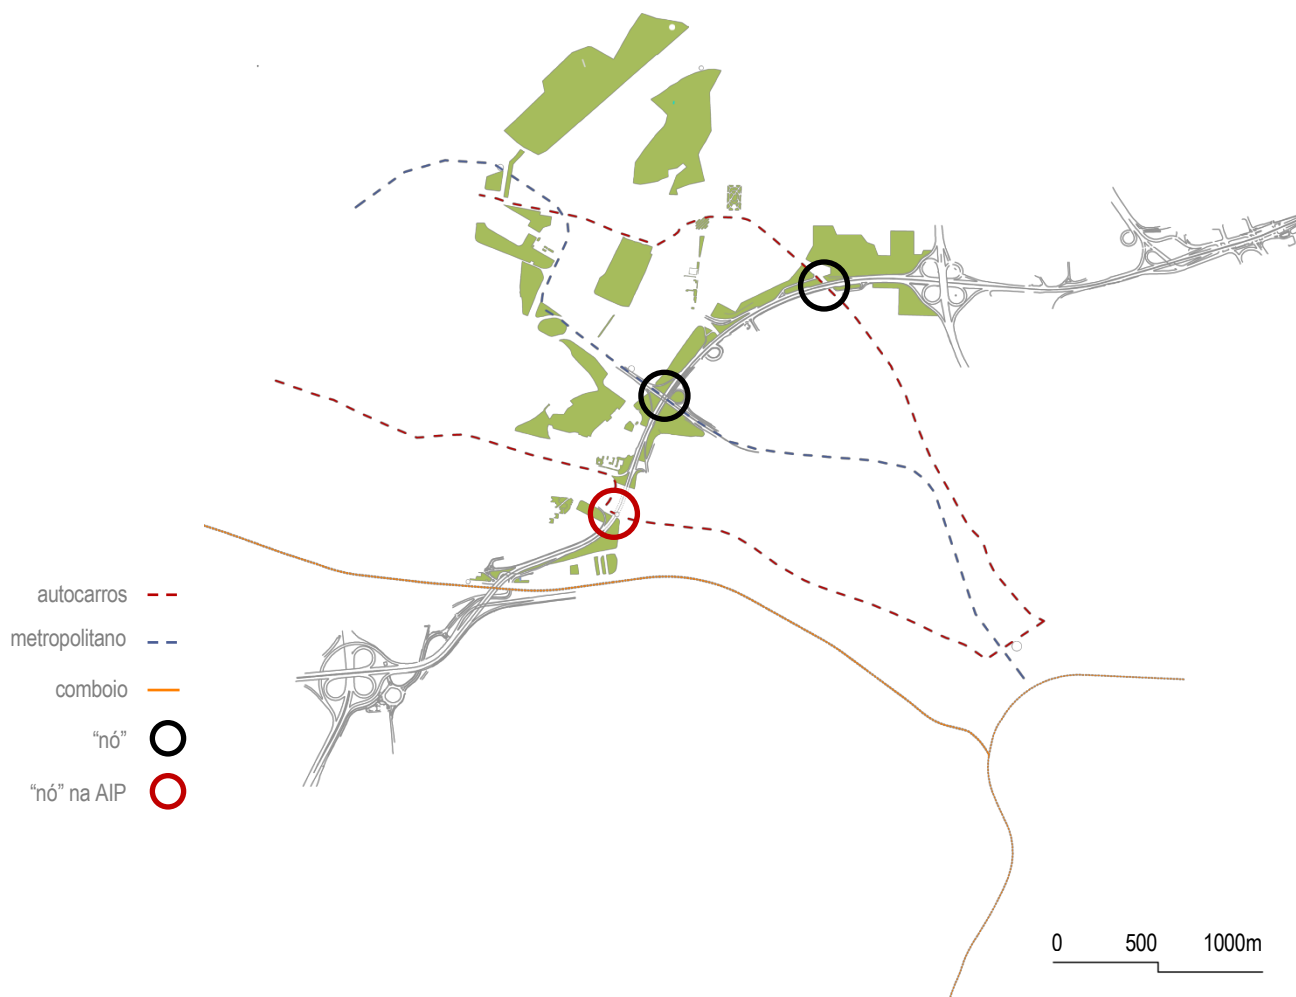 autocarros
metropolitano
comboio
“nó”
“nó” na AIP
0 500 1000m